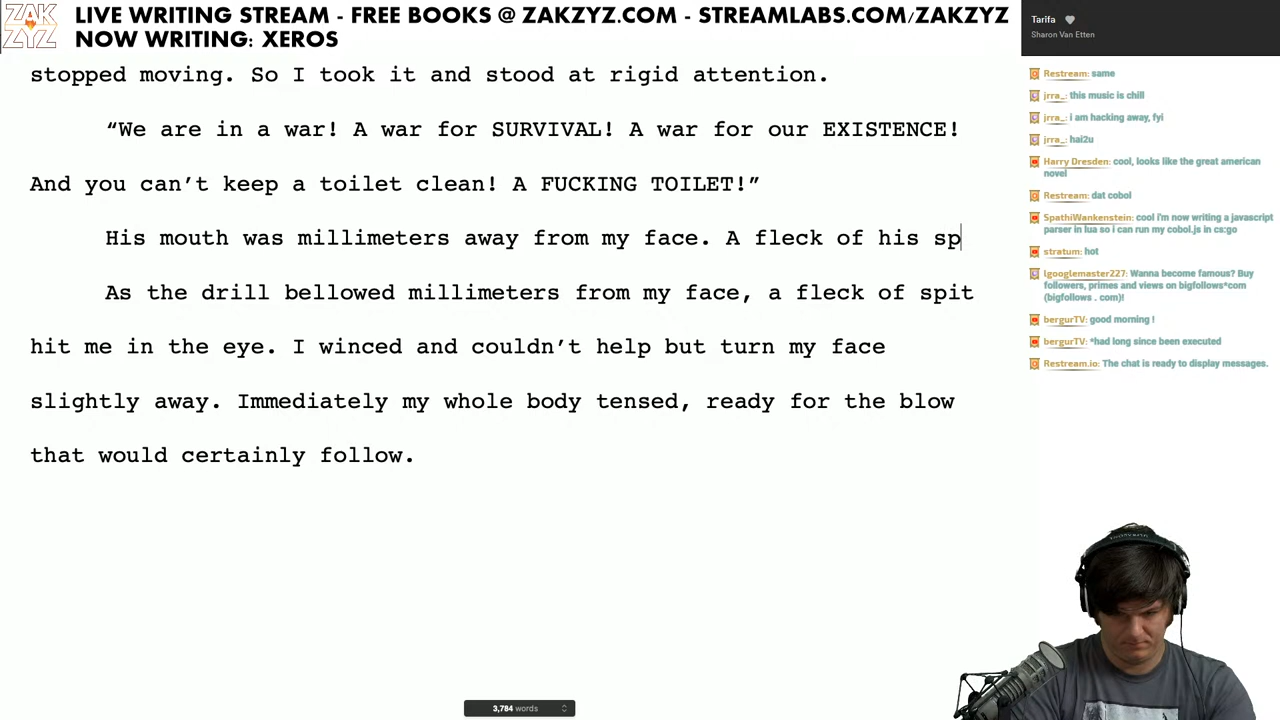 ZAK
ZYZ
LIVE WRITING STREAM - FREE BOOKS @ ZAKZYZ.COM - STREAMLABS.COM/ZAKZYZ
NOW WRITING: XEROS
stopped moving. So I took it and stood at rigid attention.
“We are in a war! A war for SURVIVAL! A war for our EXISTENCE!
And you can’t keep a toilet clean! A FUCKING TOILET!”
His mouth was millimeters away from my face. A fleck of his sp
As the drill bellowed millimeters from my face, a fleck of spit
hit me in the eye. I winced and couldn’t help but turn my face
slightly away. Immediately my whole body tensed, ready for the blow
that would certainly follow.
3,784 words
Tarifa
Sharon Van Etten
Restream: same
jrra_: this music is chill
jrra_: i am hacking away, fyi
jrra_: hai2u
Harry Dresden: cool, looks like the great american
novel
Restream: dat cobol
SpathiWankenstein: cool i'm now writing a javascript
parser in lua so i can run my cobol.js in cs:go
stratum: hot
lgooglemaster227: Wanna become famous? Buy
followers, primes and views on bigfollows*com
(bigfollows . com)!
bergurTV: good morning !
bergurTV: *had long since been executed
Restream.io: The chat is ready to display messages.